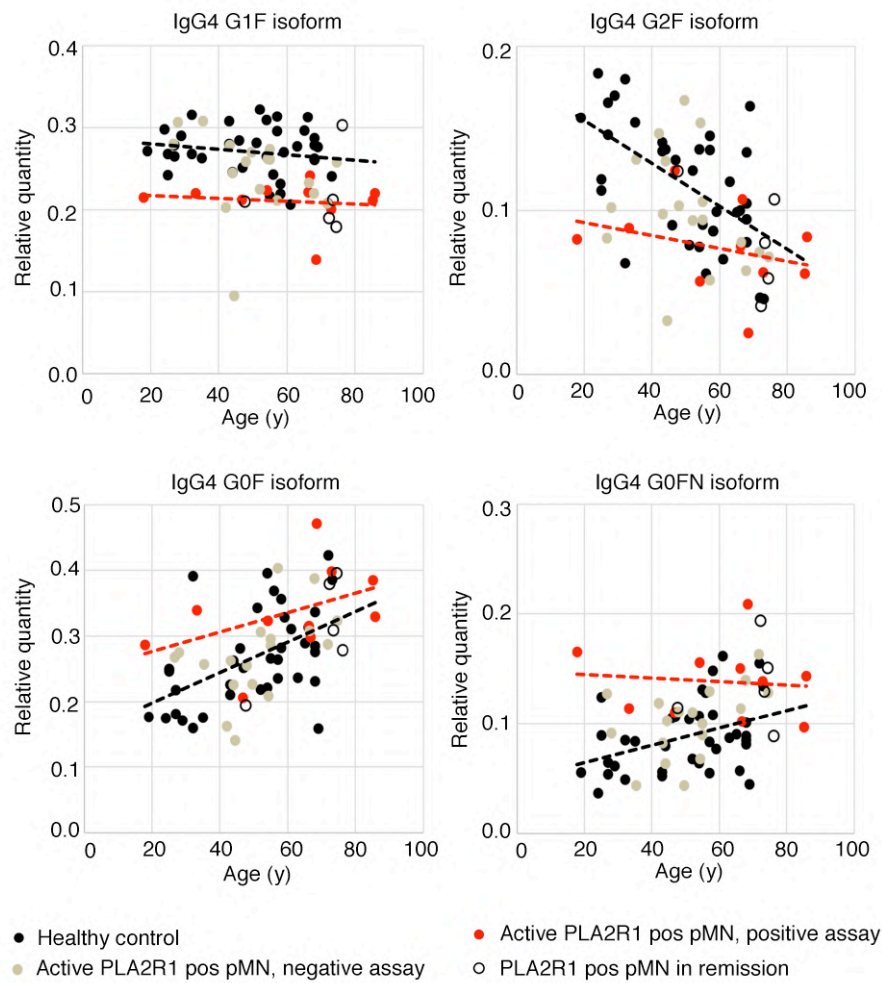 IgG4 G1F isoform
0.4
0.3
0.2
0.1
0.0
Relative quantity
0 20 40 60 80 100
Age (y)
IgG4 G2F isoform
0.2
0.1
0.0
Relative quantity
0 20 40 60 80 100
Age (y)
IgG4 G0F isoform
0.5
0.4
0.3
0.2
0.1
0.0
Relative quantity
0 20 40 60 80 100
Age (y)
IgG4 G0FN isoform
0.3
0.2
0.1
0.0
Relative quantity
0 20 40 60 80 100
Age (y)
Healthy control
Active PLA2R1 pos pMN, negative assay
Active PLA2R1 pos pMN, positive assay
PLA2R1 pos pMN in remission